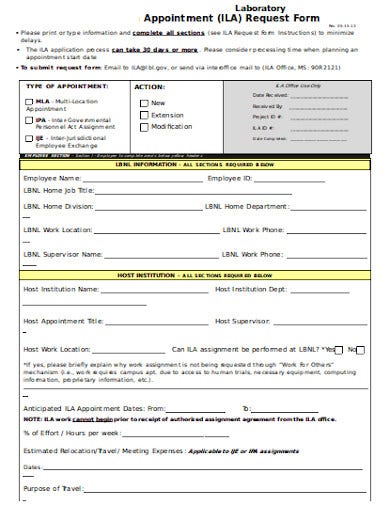 Laboratory
Appointment (ILA) Request Form
Rev. 03-15-13
• Please print or type information and complete all sections (see ILA Request Form Instructions) to minimize
delays.
• The ILA application process can take 30 days or more. Please consider processing time when planning an
appointment start date
• To submit request form: Email to ILA@lbl.gov, or send via interoffice mail to (ILA Office, MS: 90R2121)
TYPE OF APPOINTMENT:
MLA - Multi-Location
Appointment
IPA - Inter-Governmental
Personnel Act Assignment
IJE - Inter-Jurisdictional
Employee Exchange
ACTION:
New
Extension
Modification
ILA Office Use Only
Date Received:
Received By
Project ID #:
ILA ID #:
Date Completed:
EMPLOYEE SECTION - Section I - Employee to complete areas below yellow headers
LBNL INFORMATION - ALL SECTIONS REQUIRED BELOW
Employee Name: Employee ID:
LBNL Home Job Title:
LBNL Home Division: LBNL Home Department:
LBNL Work Location: LBNL Work Phone:
LBNL Supervisor Name: LBNL Work Phone:
HOST INSTITUTION - ALL SECTIONS REQUIRED BELOW
Host Institution Name: Host Institution Dept:
Host Appointment Title: Host Supervisor:
Host Work Location: Can ILA assignment be performed at LBNL? *Yes No
*If yes, please briefly explain why work assignment is not being requested through "Work For Others"
mechanism (i.e., work requires campus apt. due to access to human trials, necessary equipment, computing
information, proprietary information, etc.).
Anticipated ILA Appointment Dates: From: To:
NOTE: ILA work cannot begin prior to receipt of authorized assignment agreement from the ILA office.
% of Effort / Hours per week:
Estimated Relocation/Travel/ Meeting Expenses: Applicable to IJE or IPA assignments
Dates:
Purpose of Travel: